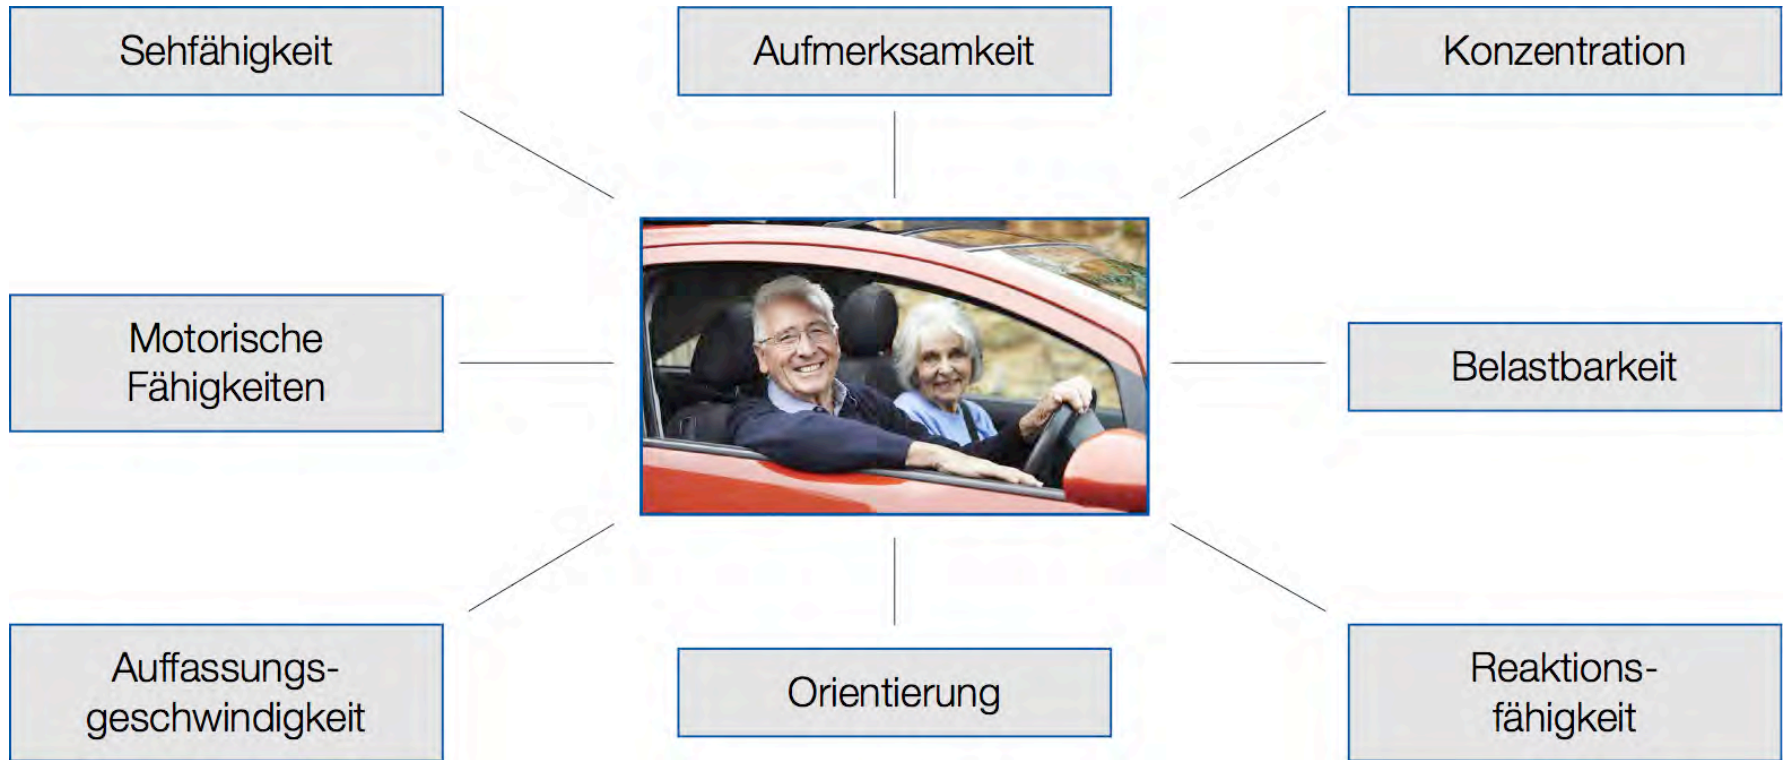 Sehfähigkeit
Aufmerksamkeit
Konzentration
Motorische
Fähigkeiten
Belastbarkeit
Auffassungs-
geschwindigkeit
Orientierung
Reaktions-
fähigkeit